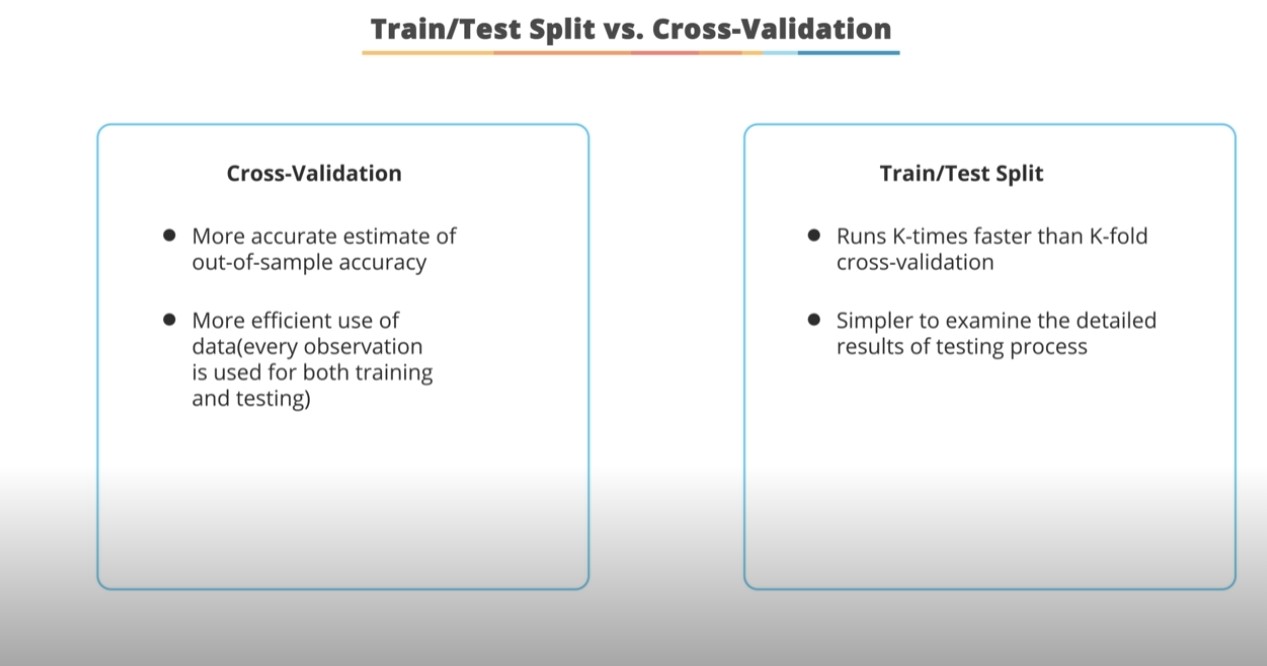 Train/Test Split vs. Cross-Validation
Cross-Validation
● More accurate estimate of
out-of-sample accuracy
● More efficient use of
data(every observation
is used for both training
and testing)
Train/Test Split
● Runs K-times faster than K-fold
cross-validation
● Simpler to examine the detailed
results of testing process